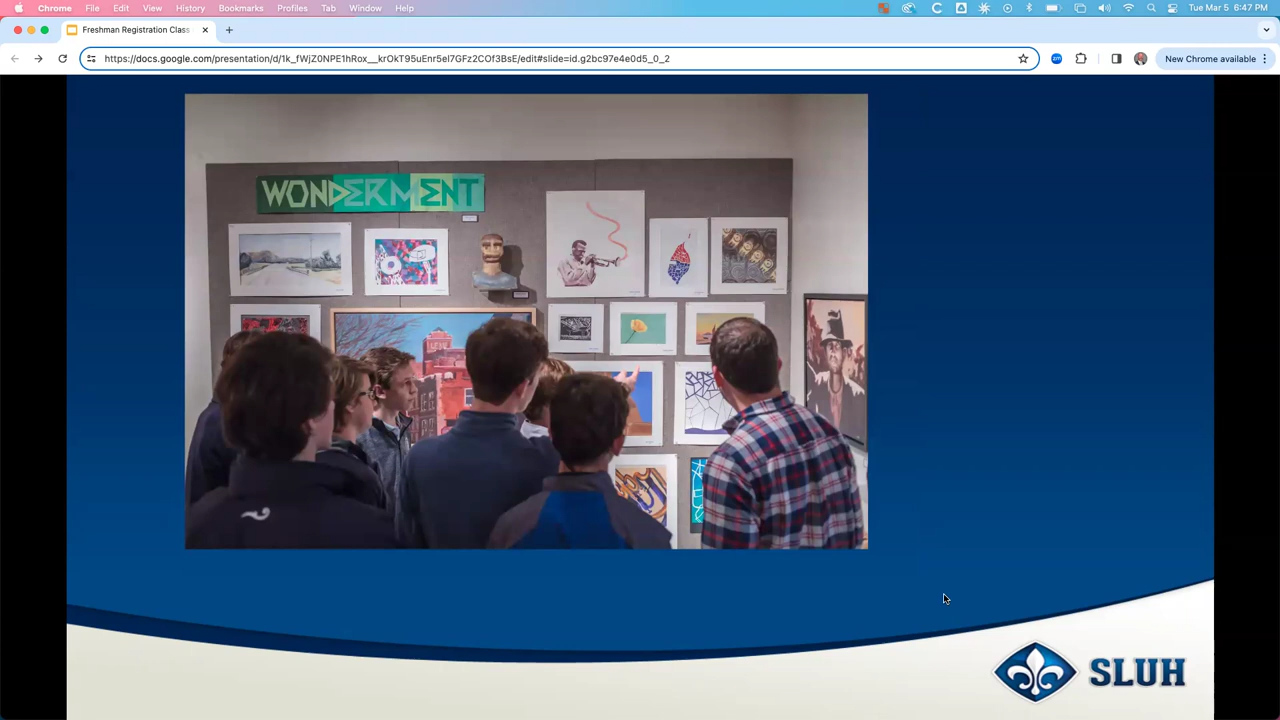 Chrome File Edit View History Bookmarks Profiles Tab Window Help Tue Mar 5 6:47 PM
Freshman Registration Class
https://docs.google.com/presentation/d/1k_fWjZ0NPE1hRox__krOkT95uEnr5el7GFz2COf3BsE/edit#slide=id.g2bc97e4e0d5_0_2
New Chrome available
WONDERMENT
SLUH